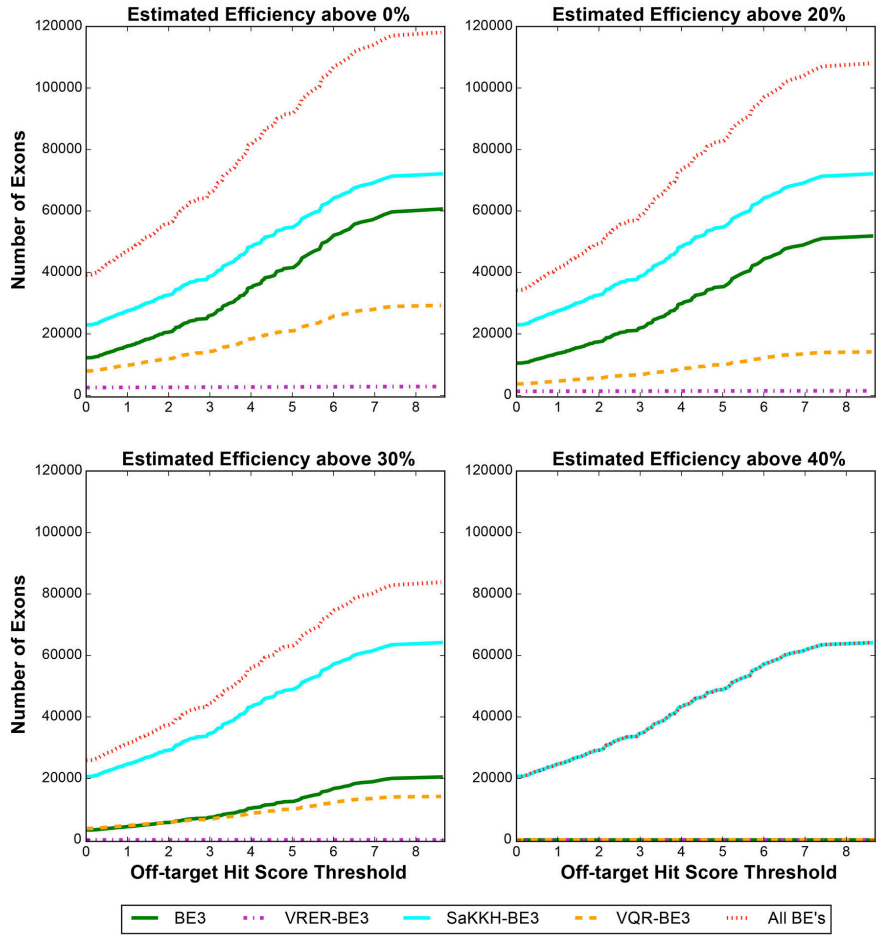 Estimated Efficiency above 0%
Estimated Efficiency above 20%
120000
100000
80000
60000
40000
20000
0
Number of Exons
0 1 2 3 4 5 6 7 8
120000
100000
80000
60000
40000
20000
0
0 1 2 3 4 5 6 7 8
Estimated Efficiency above 30%
Estimated Efficiency above 40%
120000
100000
80000
60000
40000
20000
0
Number of Exons
0 1 2 3 4 5 6 7 8
Off-target Hit Score Threshold
120000
100000
80000
60000
40000
20000
0
0 1 2 3 4 5 6 7 8
Off-target Hit Score Threshold
BE3 VRER-BE3 SaKKH-BE3 VQR-BE3 All BE's